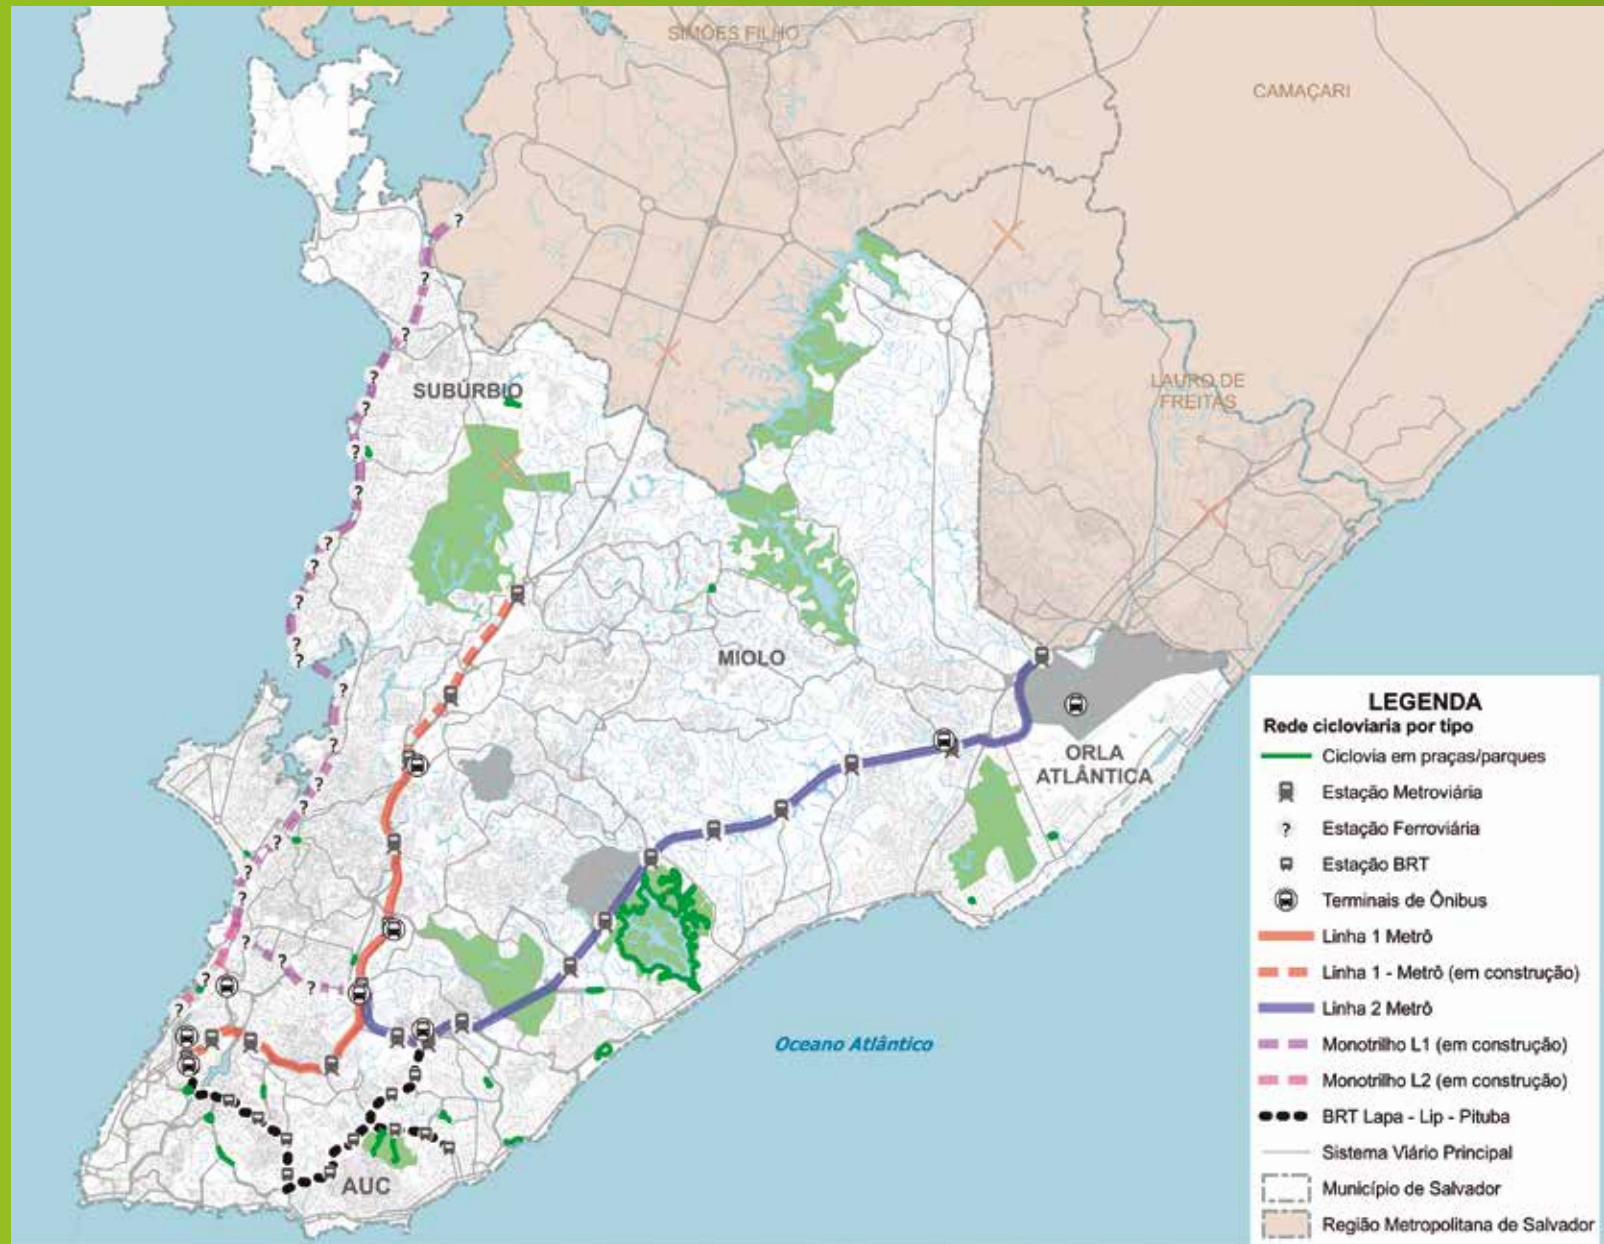 SIMÕES FILHO
CAMAÇARI
LAURO DE
FREITAS
SUBÚRBIO
MIOLO
ORLA
ATLÂNTICA
Oceano Atlântico
AUC
LEGENDA
Rede cicloviaria por tipo
Ciclovia em praças/parques
Estação Metroviária
? Estação Ferroviária
Estação BRT
Terminais de Ônibus
Linha 1 Metrô
Linha 1 - Metrô (em construção)
Linha 2 Metrô
Monotrilho L1 (em construção)
Monotrilho L2 (em construção)
BRT Lapa - Lip - Pituba
Sistema Viário Principal
Município de Salvador
Região Metropolitana de Salvador